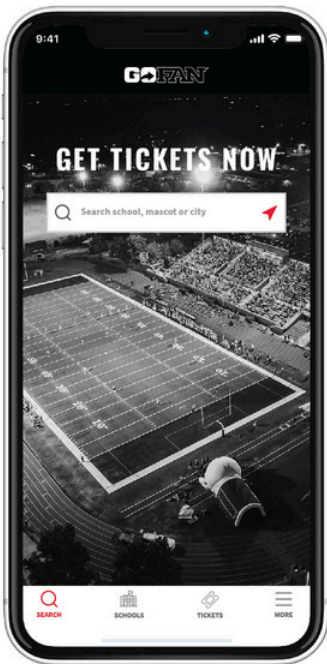 9:41
GOFAN
GET TICKETS NOW
Search school, mascot or city
SEARCH
SCHOOLS
TICKETS
MORE